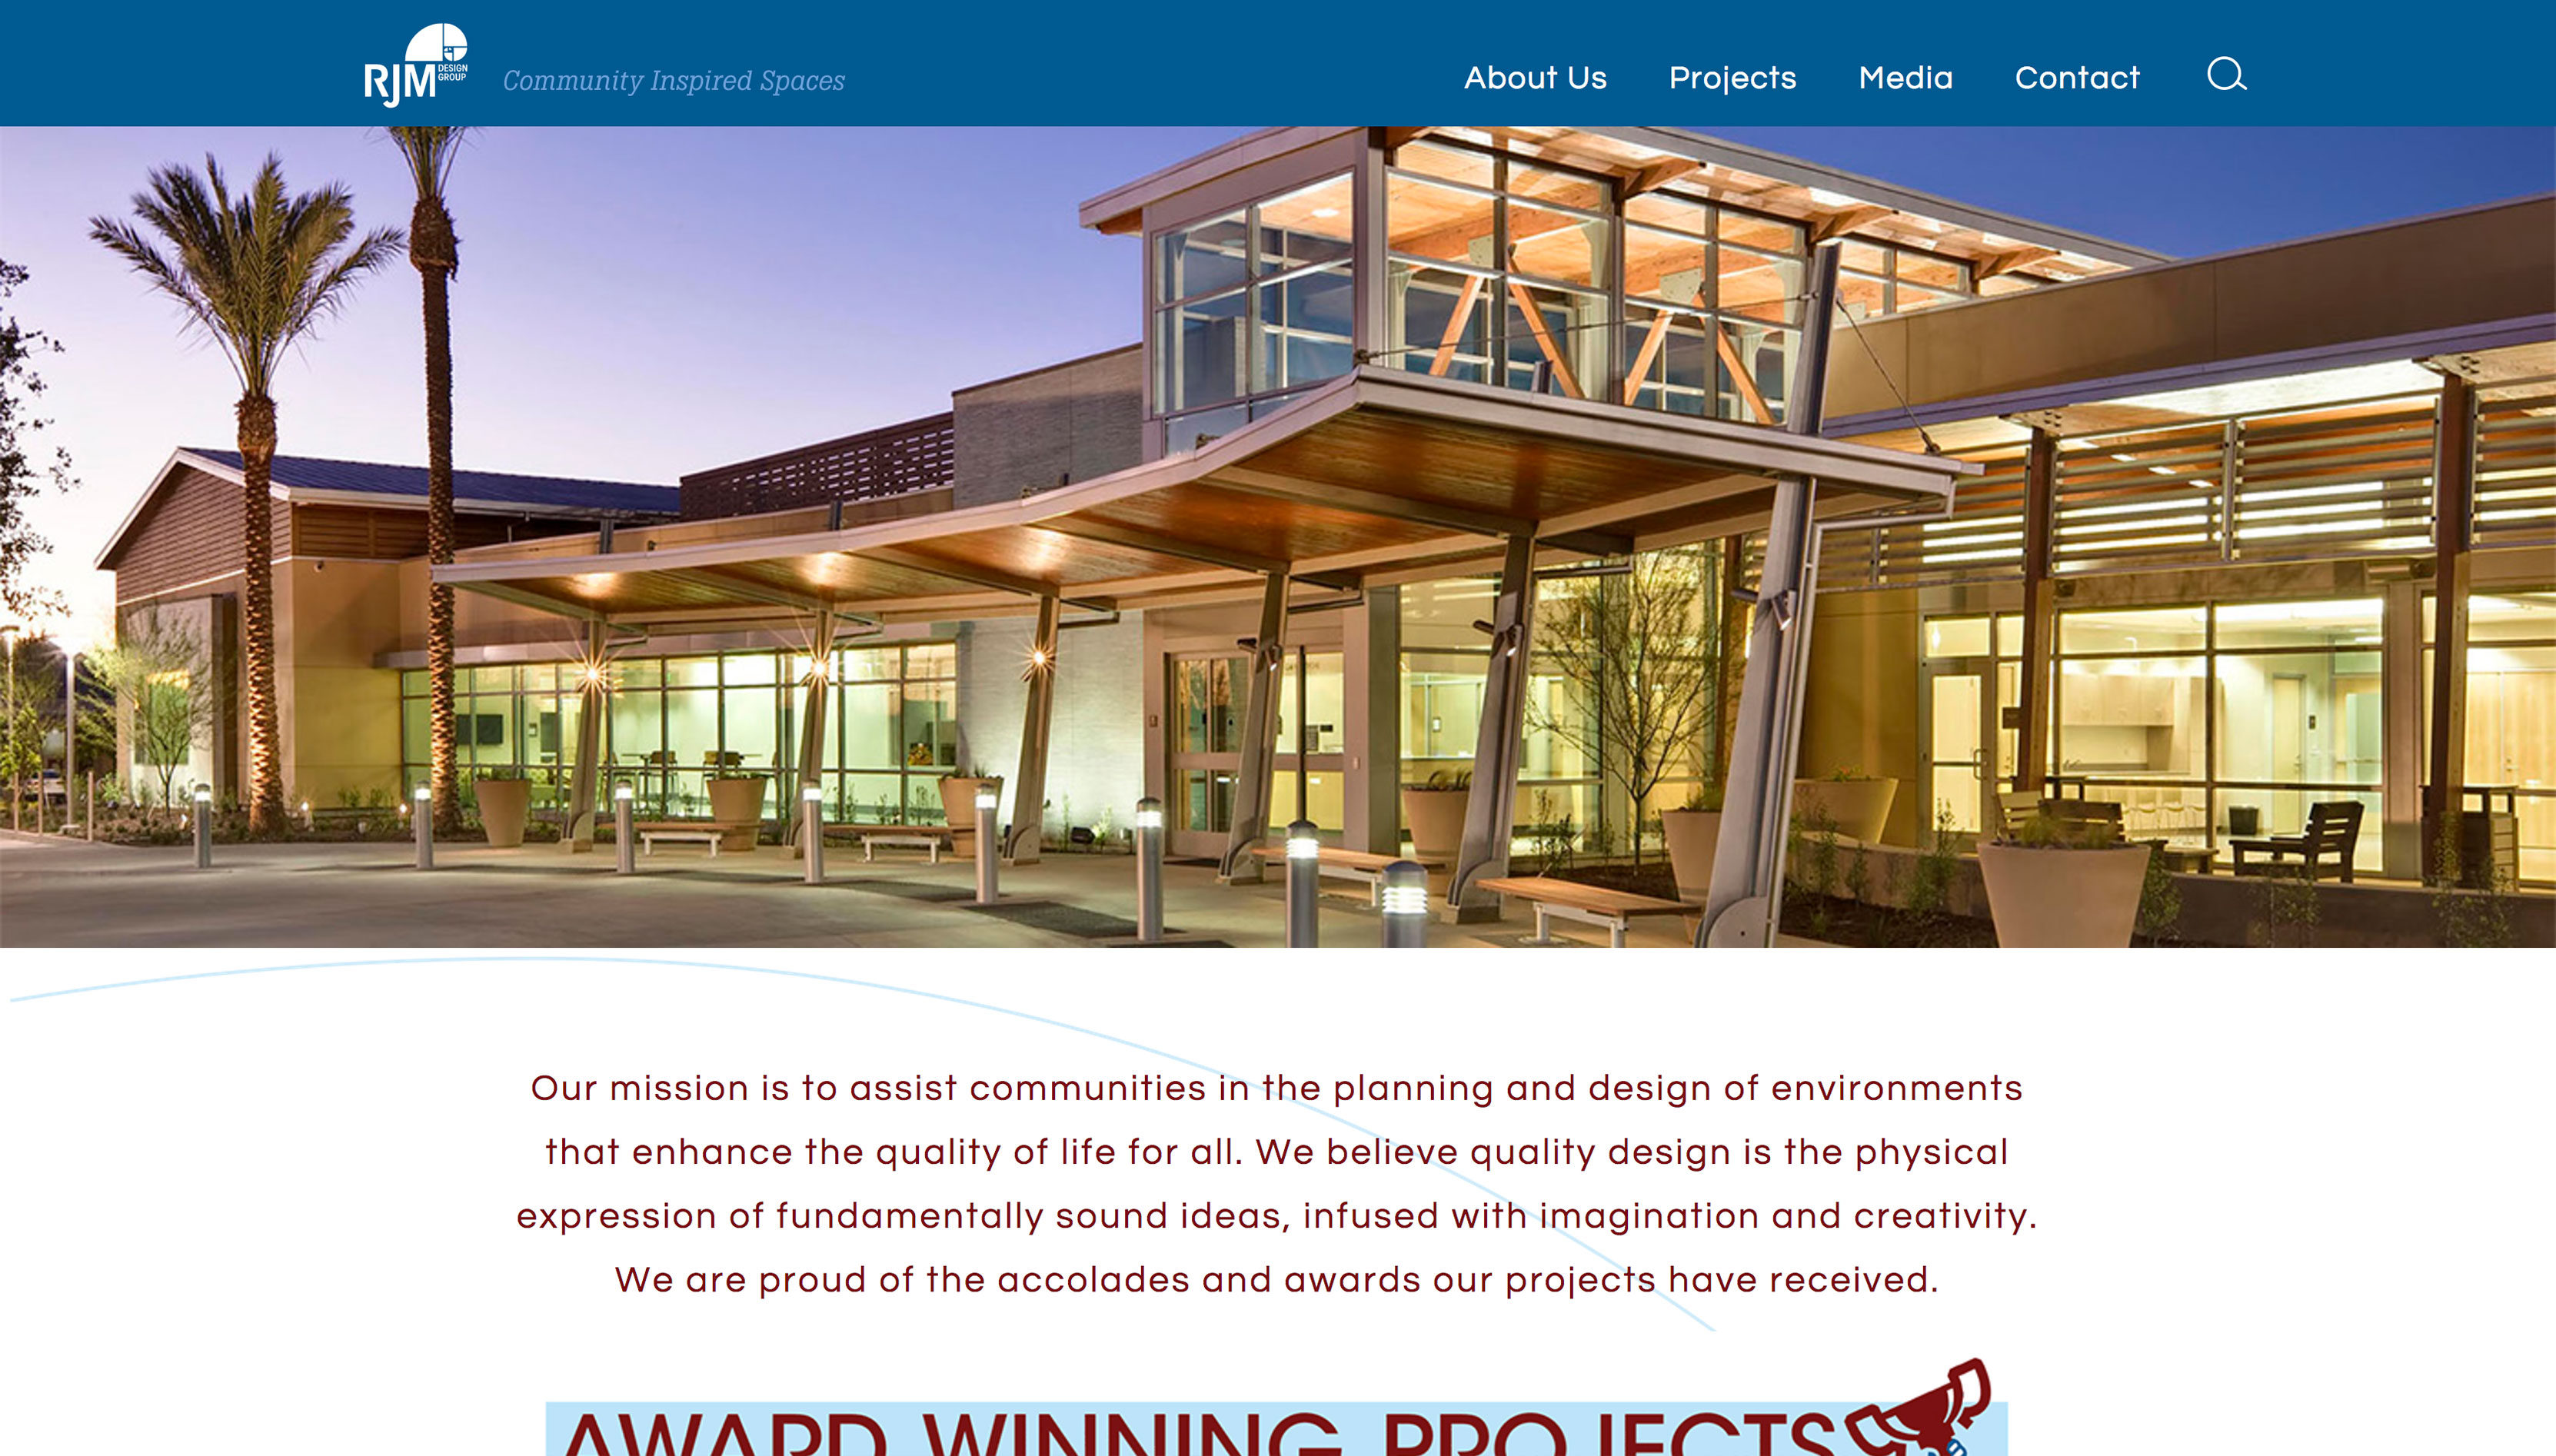 RJM DESIGN GROUP
Community Inspired Spaces
About Us
Projects
Media
Contact
Our mission is to assist communities in the planning and design of environments
that enhance the quality of life for all. We believe quality design is the physical
expression of fundamentally sound ideas, infused with imagination and creativity.
We are proud of the accolades and awards our projects have received.
AWARD WINNING PROJECTS